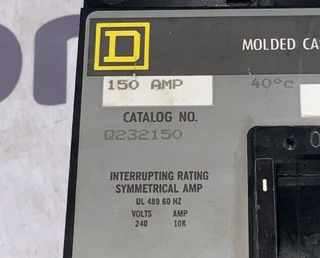 D
MOLDED CA
150 AMP 40°C
CATALOG NO.
Q232150
INTERRUPTING RATING
SYMMETRICAL AMP
UL 489 60 HZ
VOLTS AMP
240 10K